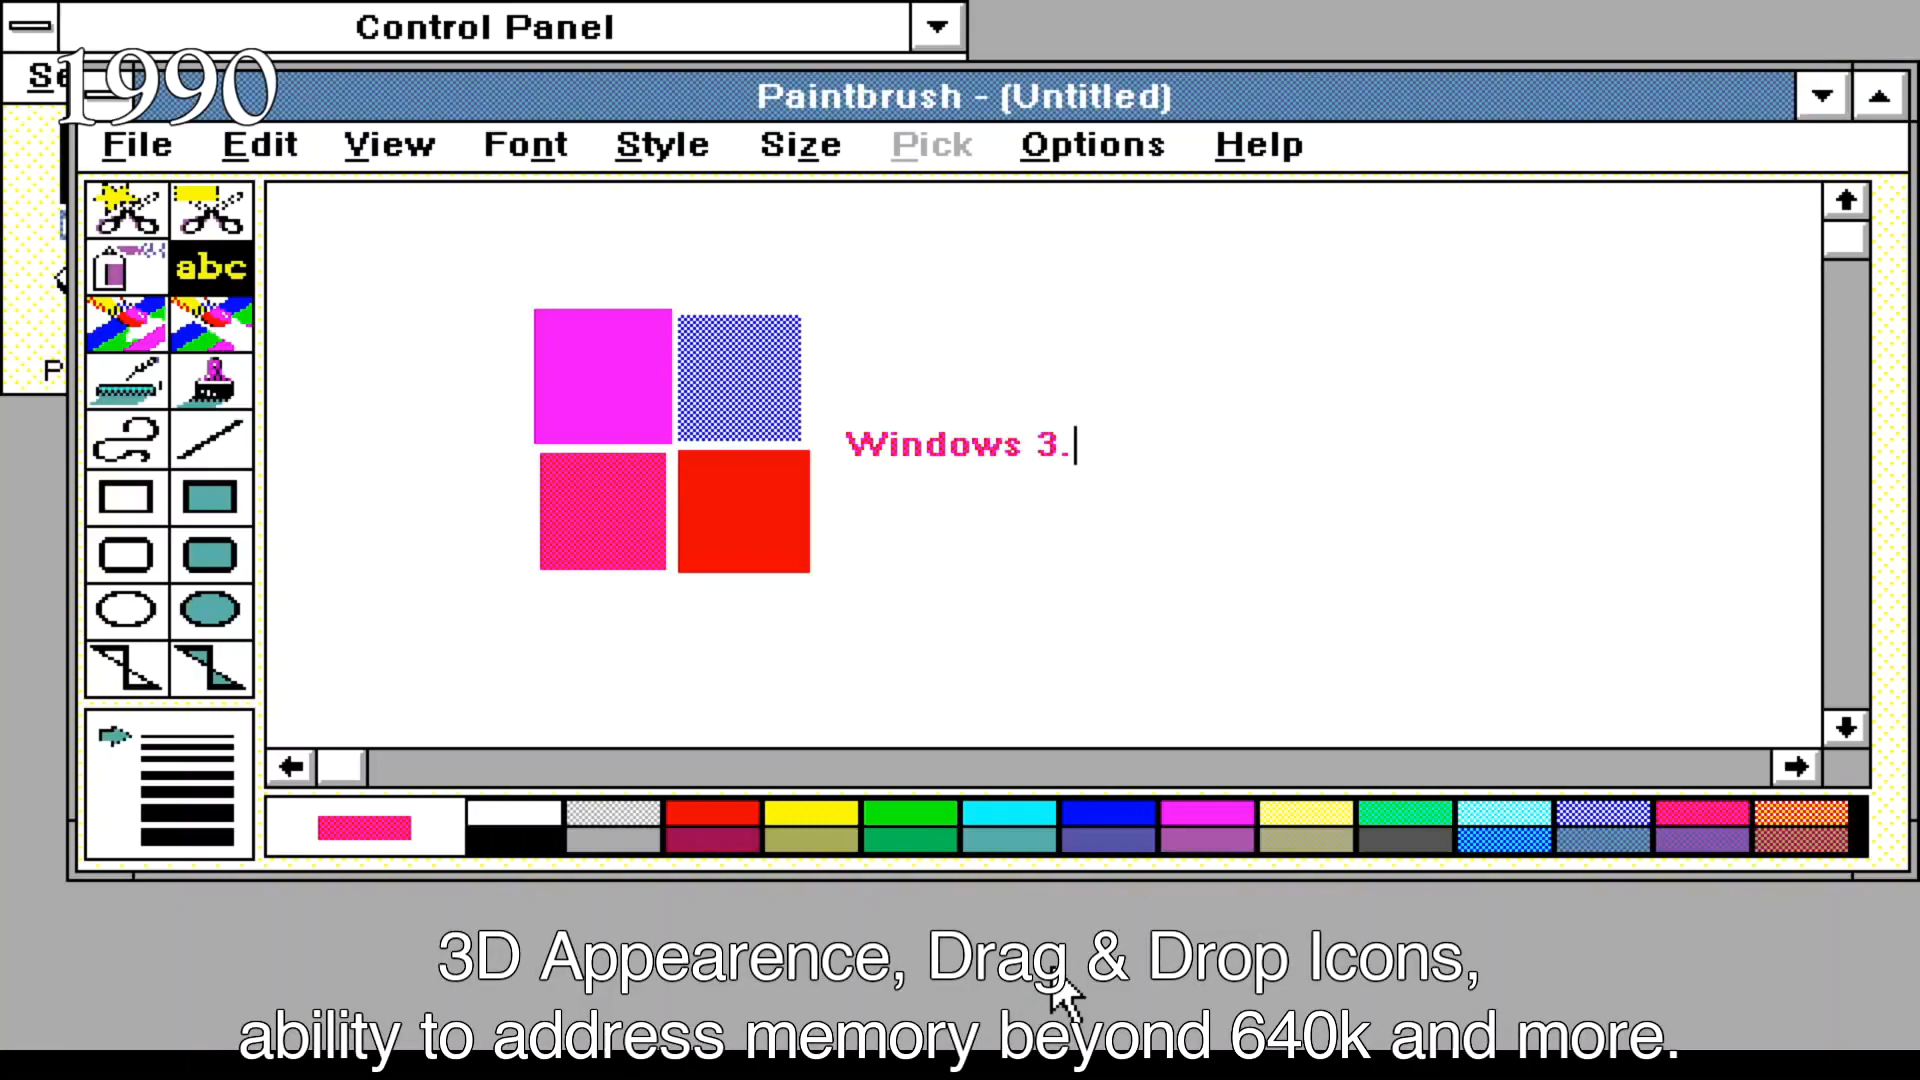 Control Panel
1990
Se
Paintbrush - (Untitled)
File Edit View Font Style Size Pick Options Help
abc
P
Windows 3.
3D Appearence, Drag & Drop Icons,
ability to address memory beyond 640k and more.